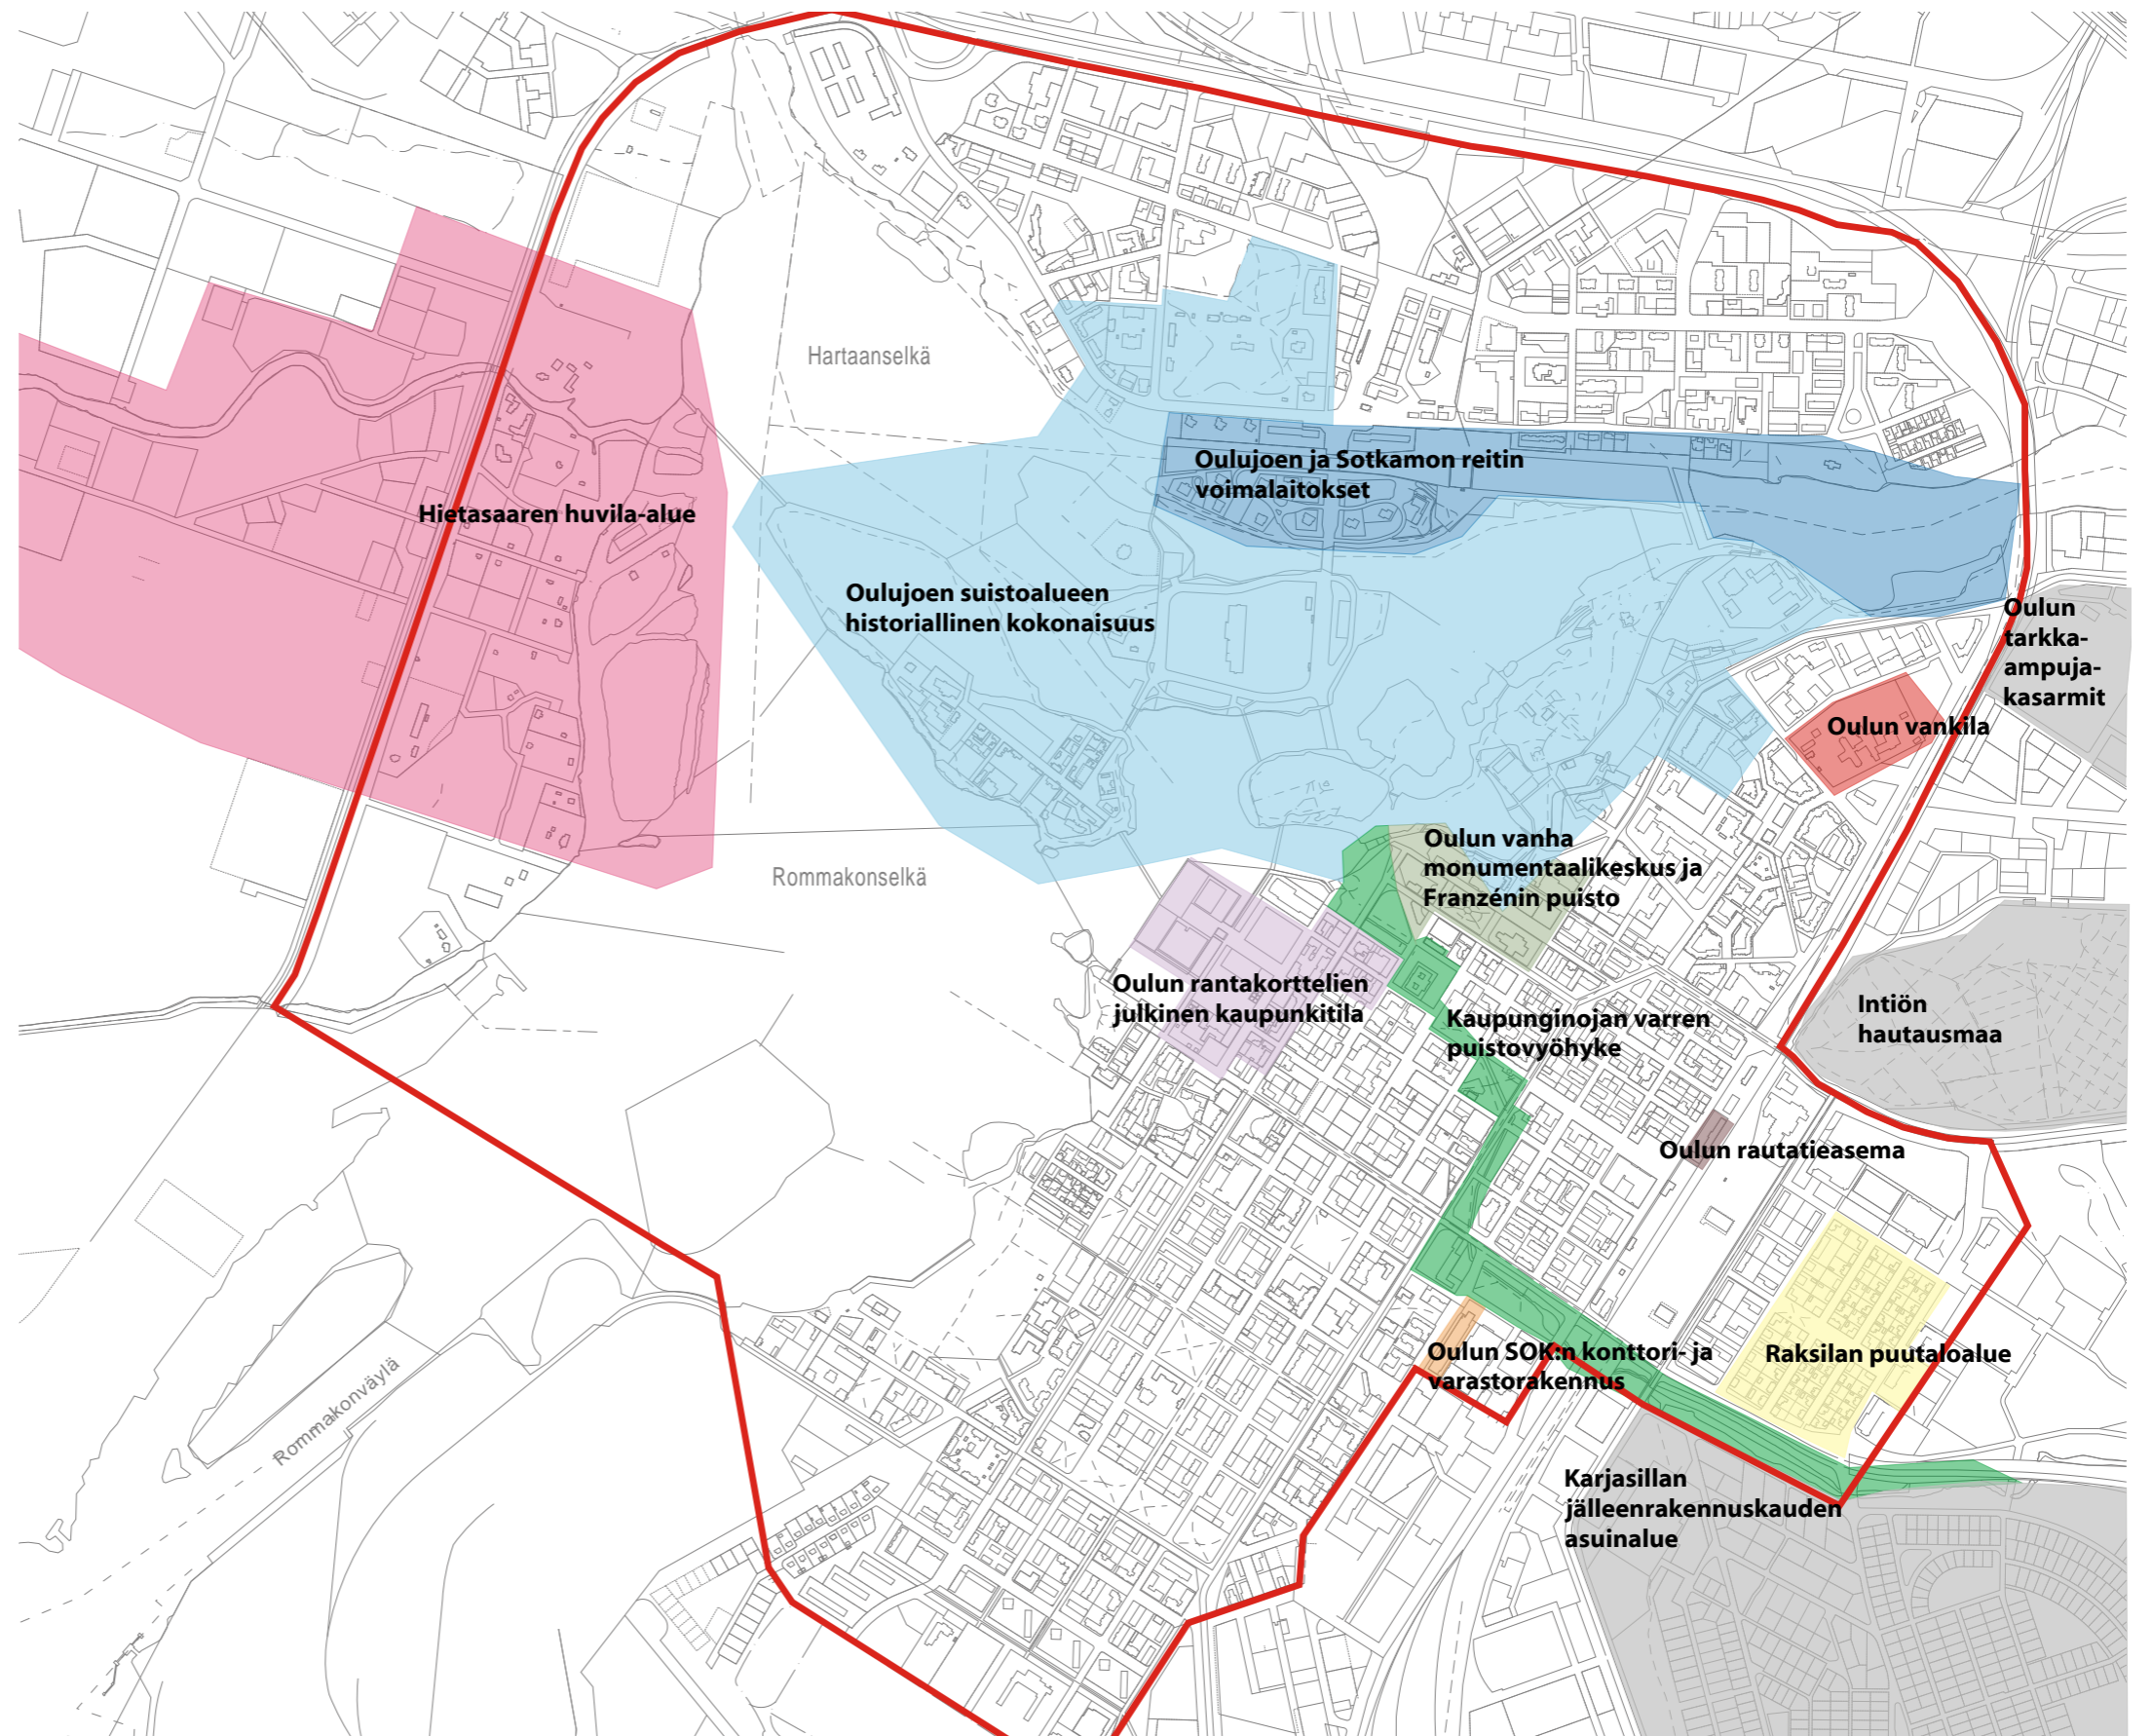 Hartaanselkä
Oulujoen ja Sotkamon reitin
voimalaitokset
Hietasaaren huvila-alue
Oulujoen suistoalueen
historiallinen kokonaisuus
Oulun
tarkka-
ampuja-
kasarmit
Oulun vankila
Oulun vanha
monumentaalikeskus ja
Franzénin puisto
Rommakonselkä
Oulun rantakorttelien
julkinen kaupunkitila
Kaupunginojan varren
puistovyöhyke
Intiön
hautausmaa
Oulun rautatieasema
Oulun SOK:n konttori- ja
varastorakennus
Raksilan puutaloalue
Rommakonväylä
Karjasillan
jälleenrakennuskauden
asuinalue